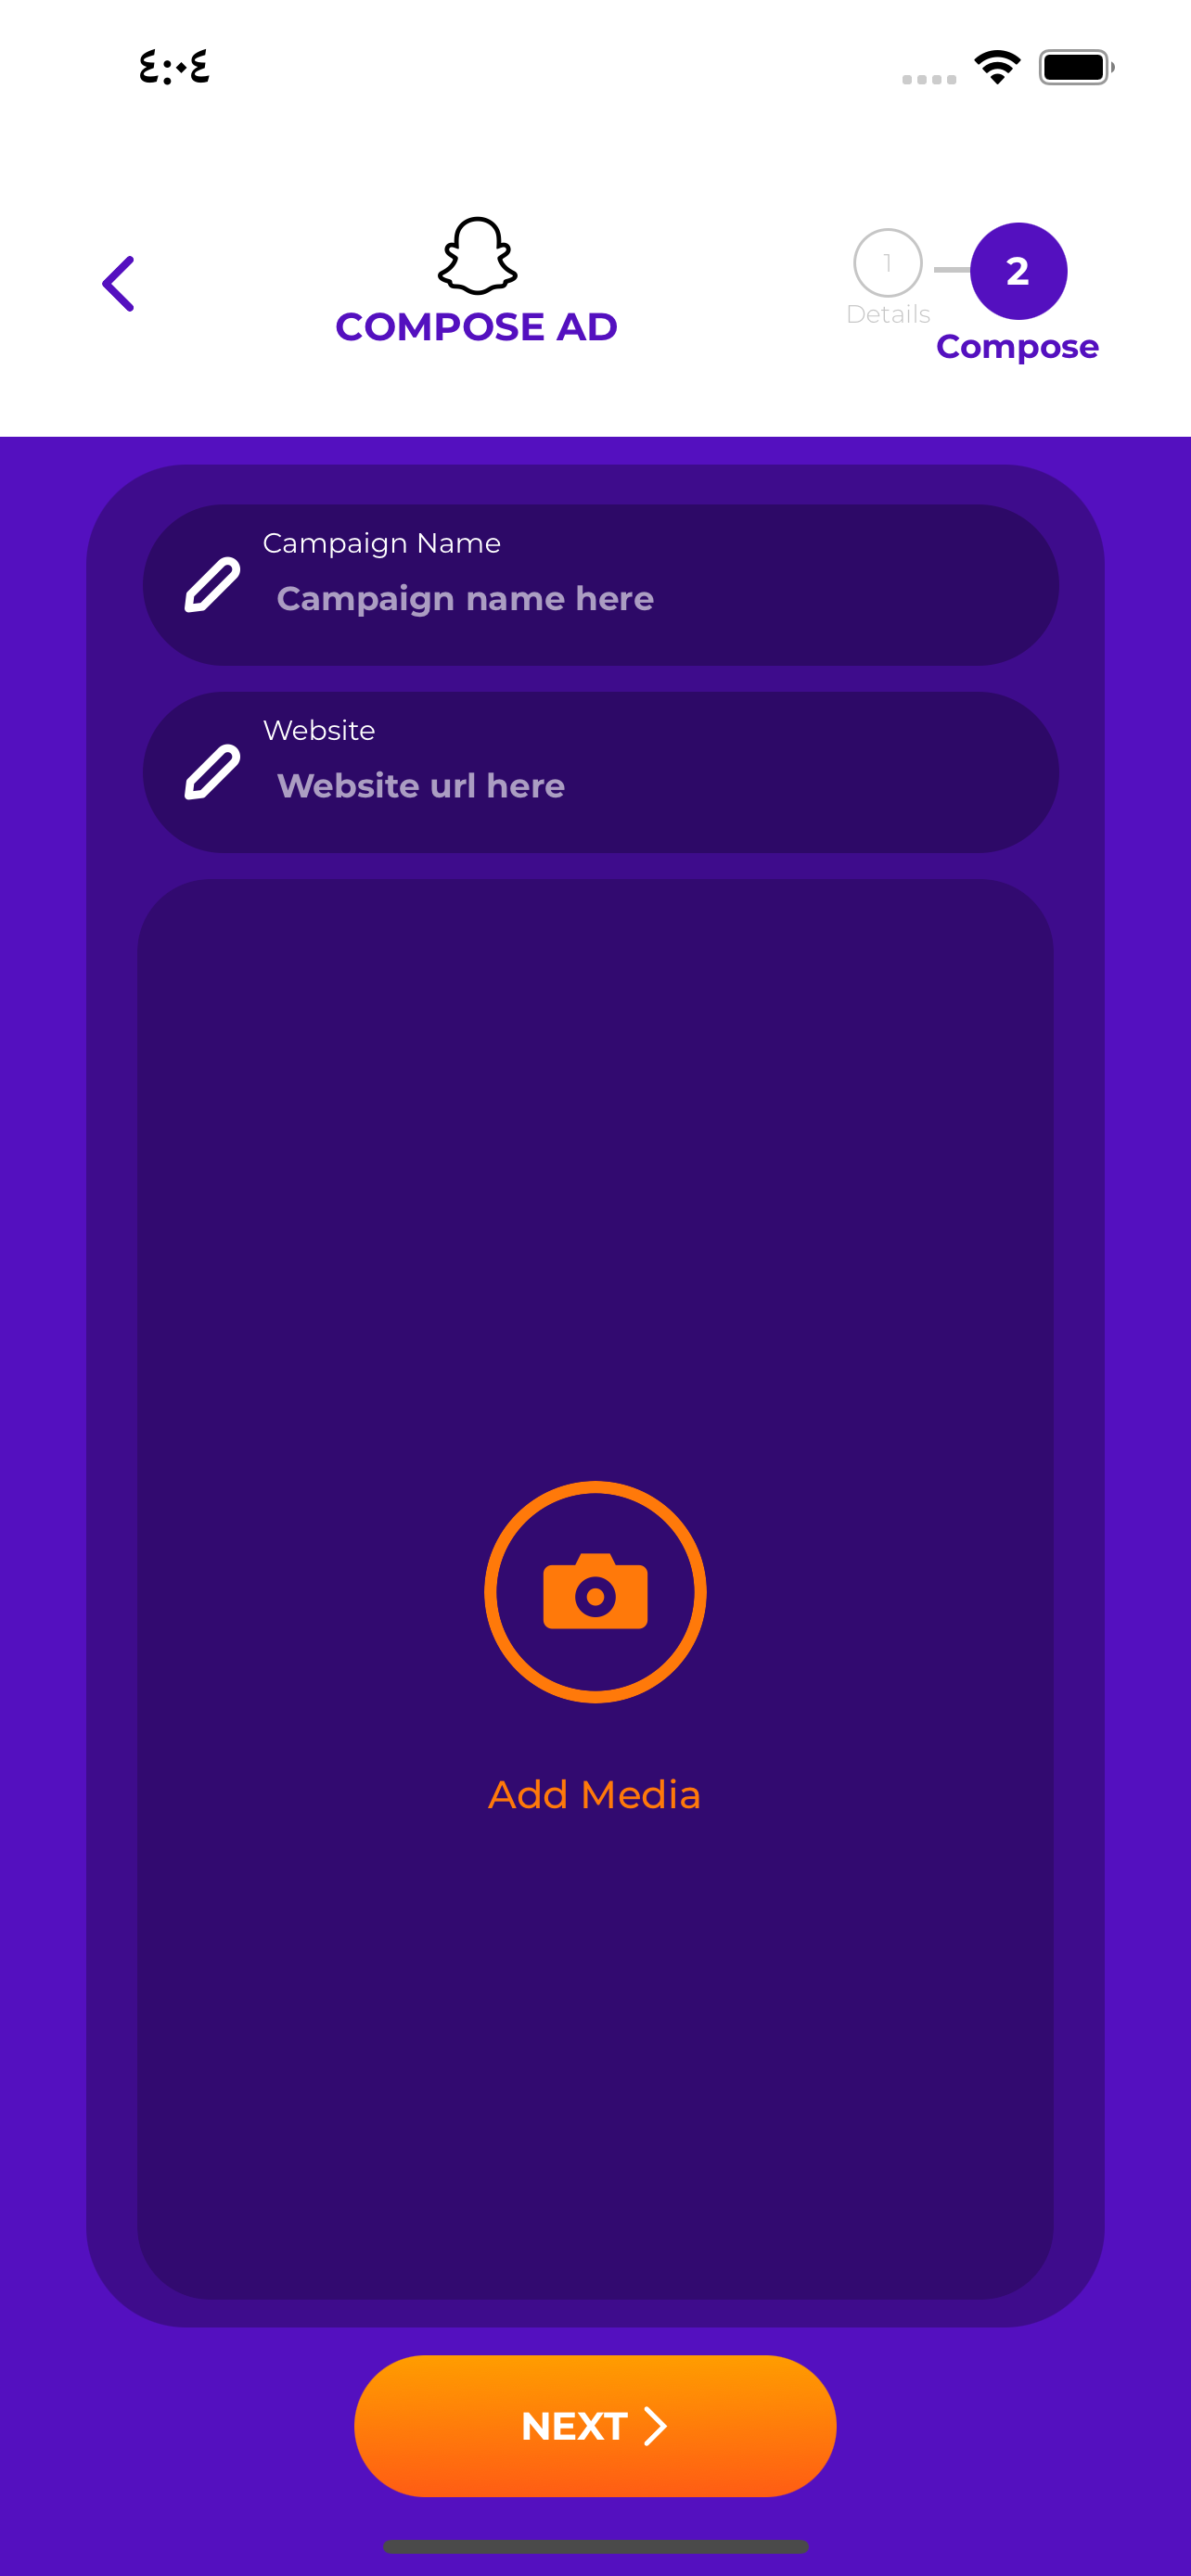 ٤:٠٤
1
2
COMPOSE AD
Details
Compose
Campaign Name
Campaign name here
Website
Website url here
Add Media
NEXT